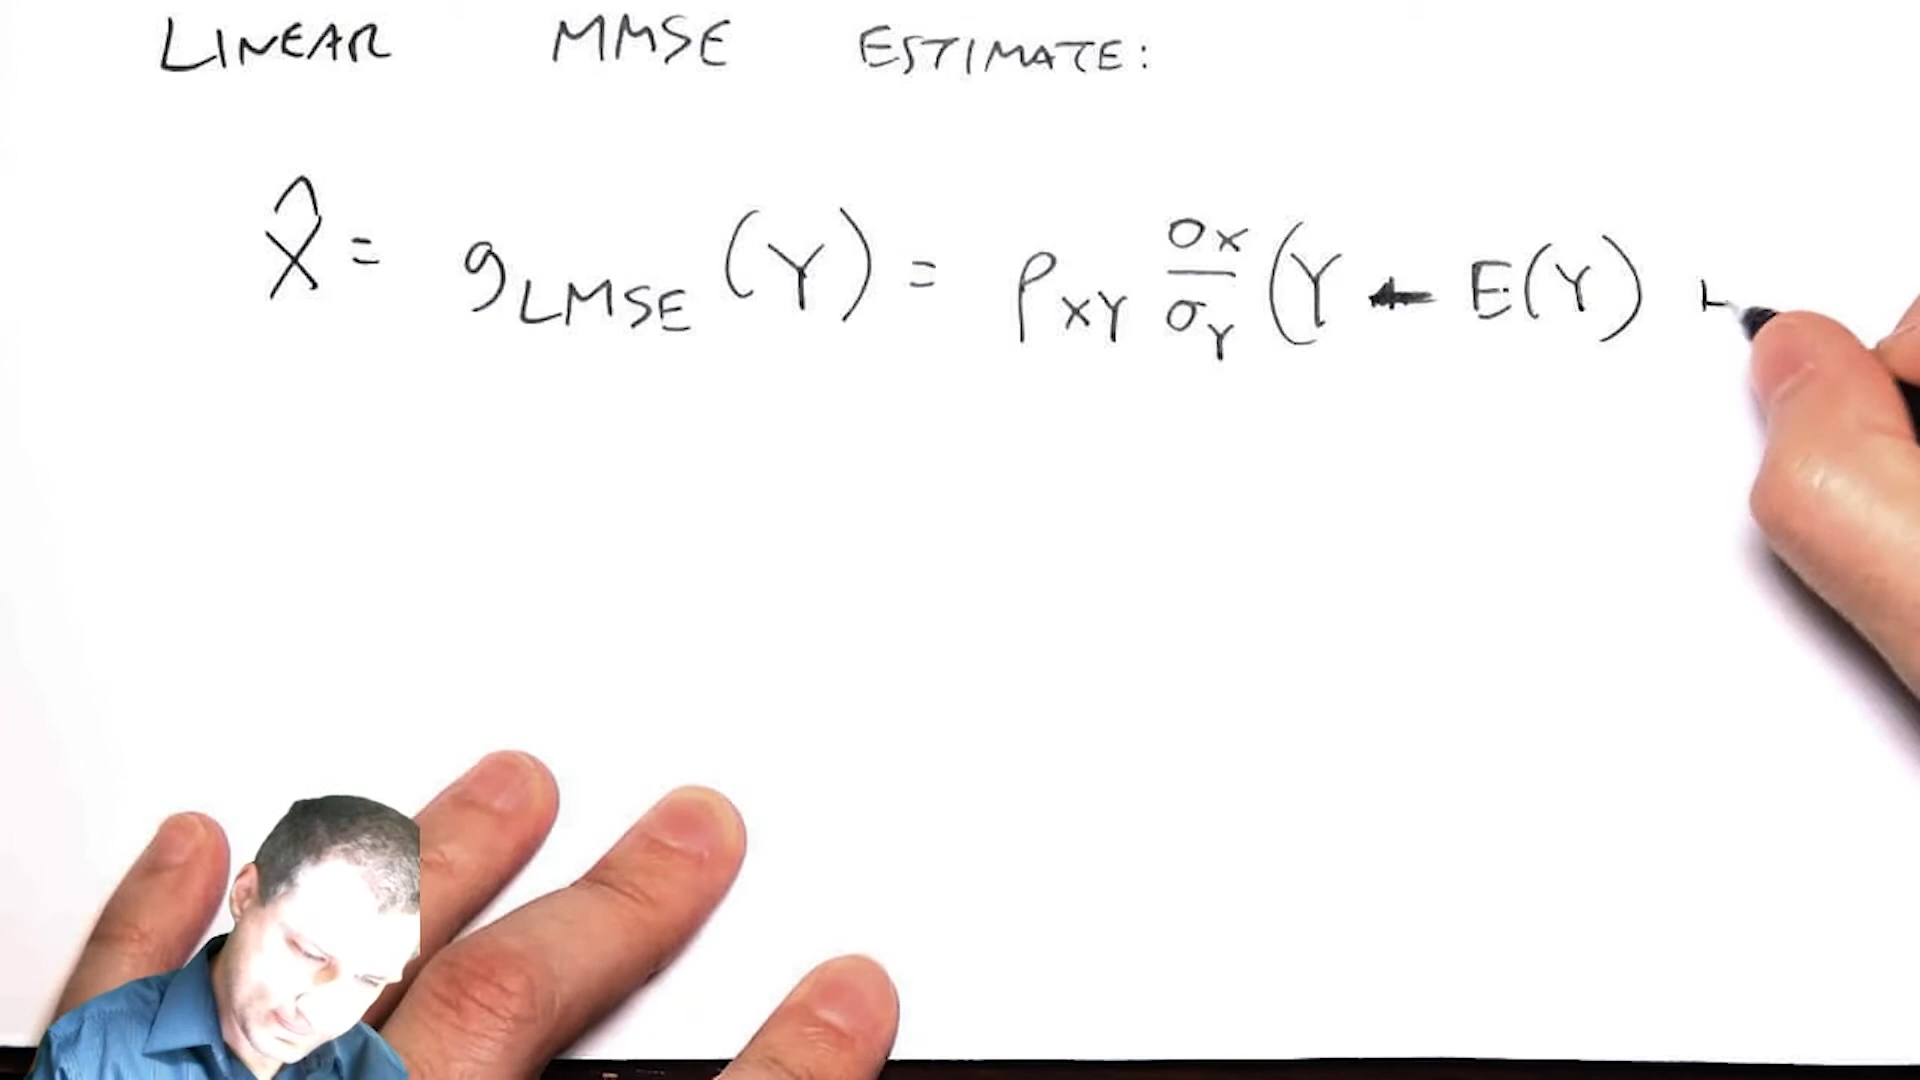 LINEAR MMSE ESTIMATE:
X̂ = g_LMSE (Y) = ρ_XY σ_X / σ_Y (Y - E(Y)